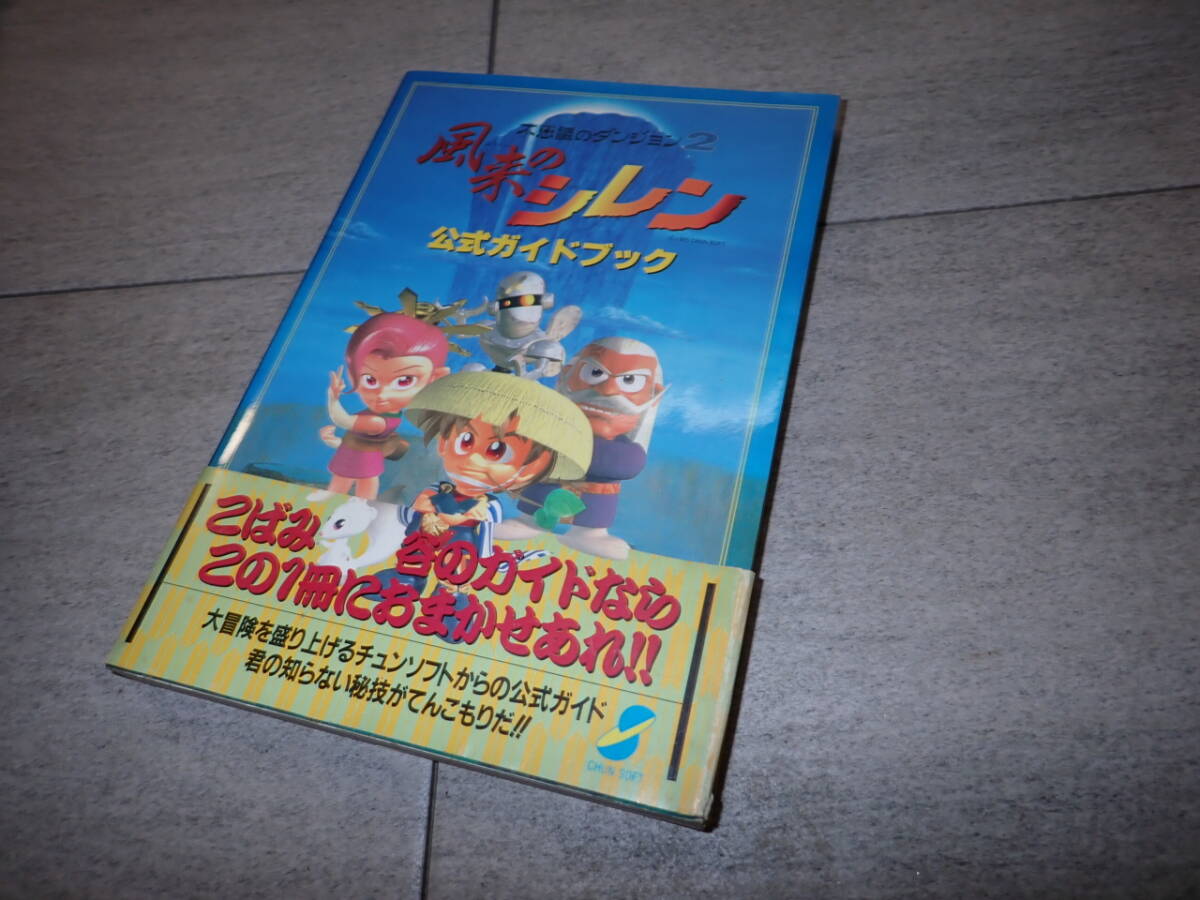 不思議のダンジョン2
風来の
シレン
公式ガイドブック
こばみ谷のガイドなら
この1冊におまかせあれ!!
大冒険を盛り上げるチュンソフトからの公式ガイド
君の知らない秘技がてんこもりだ!!
CHUN SOFT